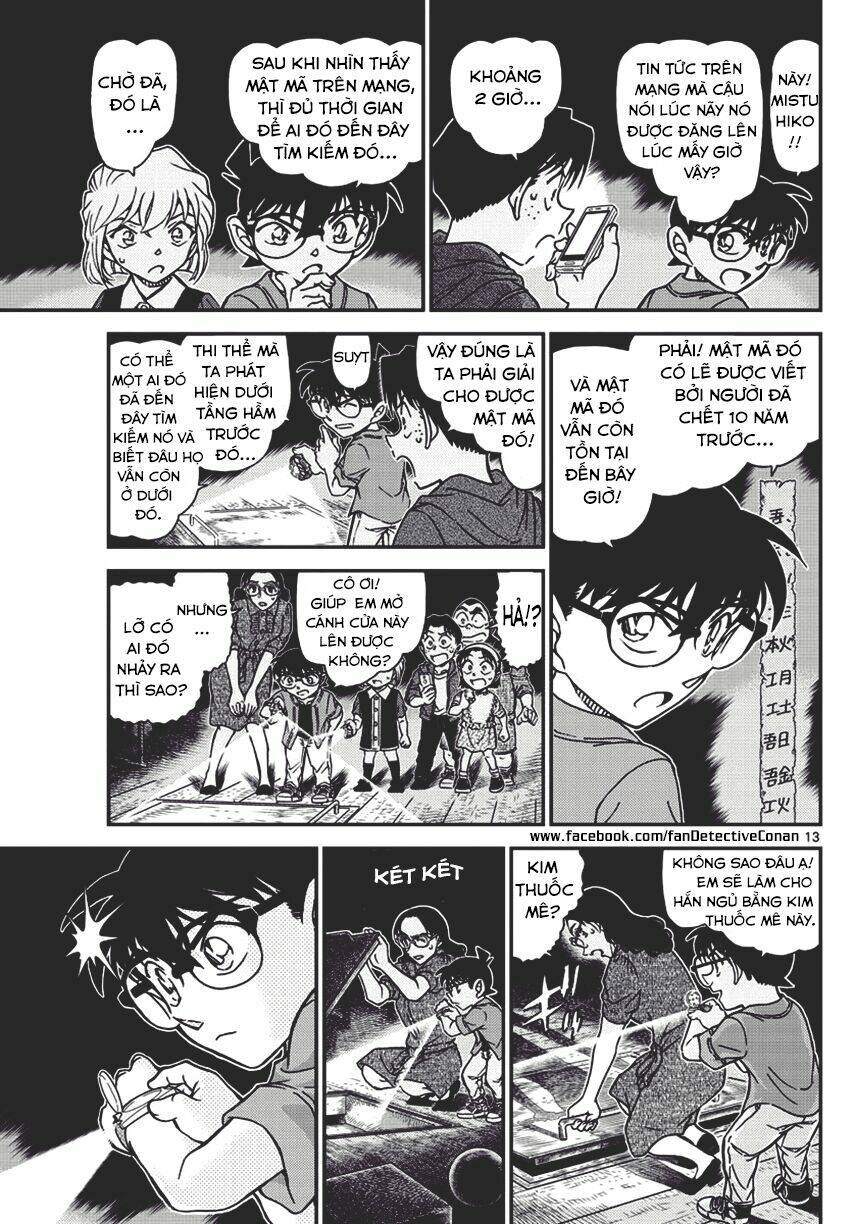 NÀY!
MISTU
HIKO
!!
TIN TỨC TRÊN
MẠNG MÀ CẬU
NÓI LÚC NÃY NÓ
ĐƯỢC ĐĂNG LÊN
LÚC MẤY GIỜ
VẬY?
KHOẢNG
2 GIỜ...
SAU KHI NHÌN THẤY
MẬT MÃ TRÊN MẠNG,
THÌ ĐỦ THỜI GIAN
ĐỂ AI ĐÓ ĐẾN ĐÂY
TÌM KIẾM ĐÓ...
CHỜ ĐÃ,
ĐÓ LÀ
...
PHẢI! MẬT MÃ ĐÓ
CÓ LẼ ĐƯỢC VIẾT
BỞI NGƯỜI ĐÃ
CHẾT 10 NĂM
TRƯỚC...
VÀ MẬT
MÃ ĐÓ
VẪN CÒN
TỒN TẠI
ĐẾN BÂY
GIỜ!
VẬY ĐÚNG LÀ
TA PHẢI GIẢI
CHO ĐƯỢC
MẬT MÃ
ĐÓ!
SUYT
THI THỂ MÀ
TA PHÁT
HIỆN DƯỚI
TẦNG HẦM
TRƯỚC
ĐÓ...
CÓ THỂ
MỘT AI ĐÓ
ĐÃ ĐẾN
ĐÂY TÌM
KIẾM NÓ VÀ
BIẾT ĐÂU HỌ
VẪN CÒN
Ở DƯỚI
ĐÓ.
HẢ!?
CÔ ƠI!
GIÚP EM MỞ
CÁNH CỬA NÀY
LÊN ĐƯỢC
KHÔNG?
NHƯNG
...
LỠ CÓ
AI ĐÓ
NHẢY RA
THÌ SAO?
www.facebook.com/fanDetectiveConan 13
KHÔNG SAO ĐÂU Ạ!
EM SẼ LÀM CHO
HẮN NGỦ BẰNG KIM
THUỐC MÊ NÀY.
KIM
THUỐC
MÊ?
KÉT KÉT